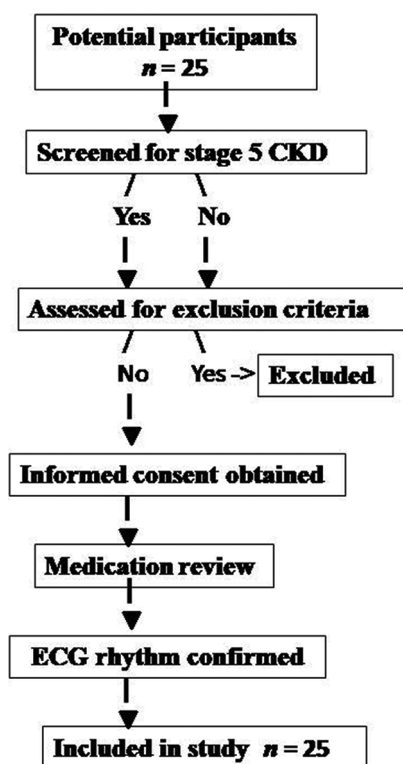 Potential participants
n = 25
Screened for stage 5 CKD
Yes No
Assessed for exclusion criteria
No Yes -> Excluded
Informed consent obtained
Medication review
ECG rhythm confirmed
Included in study n = 25